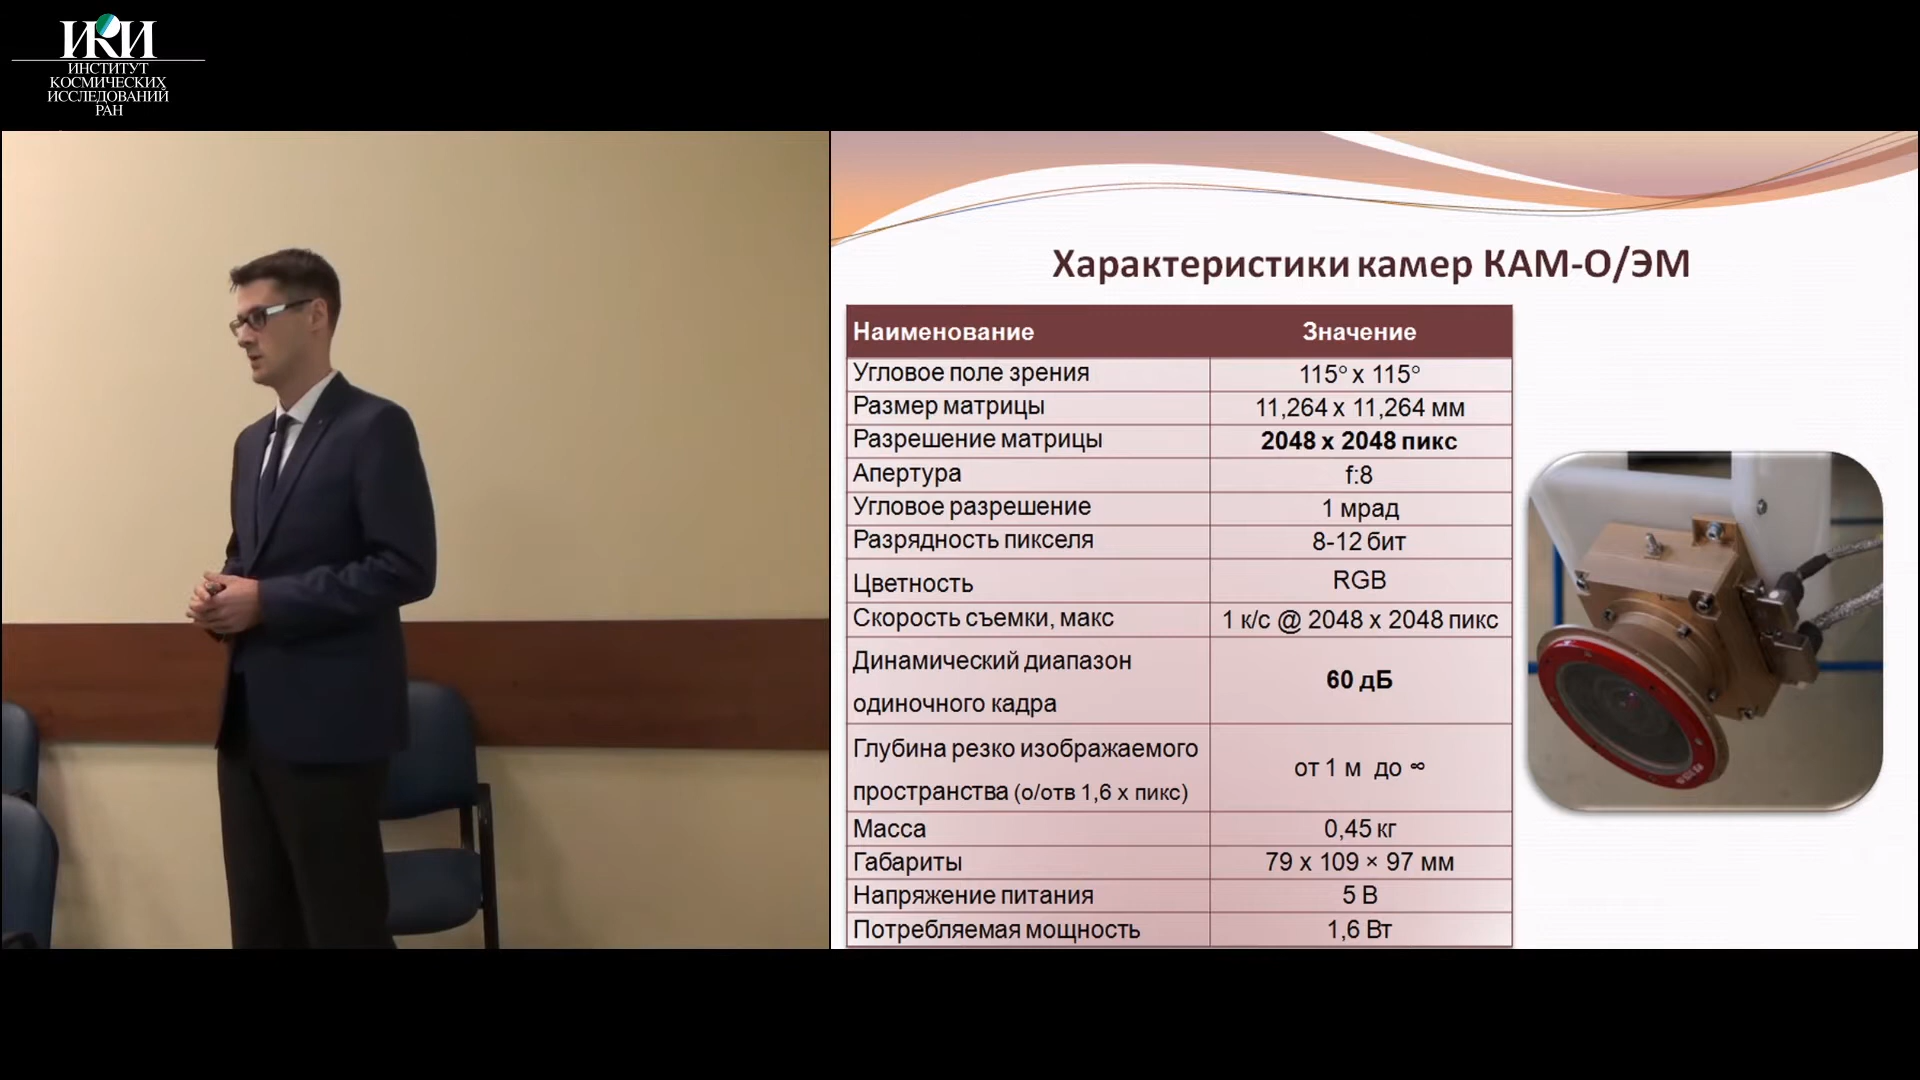 ИКИ
ИНСТИТУТ
КОСМИЧЕСКИХ
ИССЛЕДОВАНИЙ
РАН
Характеристики камер КАМ-О/ЭМ
Наименование Значение
Угловое поле зрения 115° x 115°
Размер матрицы 11,264 x 11,264 мм
Разрешение матрицы 2048 x 2048 пикс
Апертура f:8
Угловое разрешение 1 мрад
Разрядность пикселя 8-12 бит
Цветность RGB
Скорость съемки, макс 1 к/с @ 2048 x 2048 пикс
Динамический диапазон
одиночного кадра 60 дБ
Глубина резко изображаемого
пространства (о/отв 1,6 х пикс) от 1 м до ∞
Масса 0,45 кг
Габариты 79 x 109 × 97 мм
Напряжение питания 5 В
Потребляемая мощность 1,6 Вт